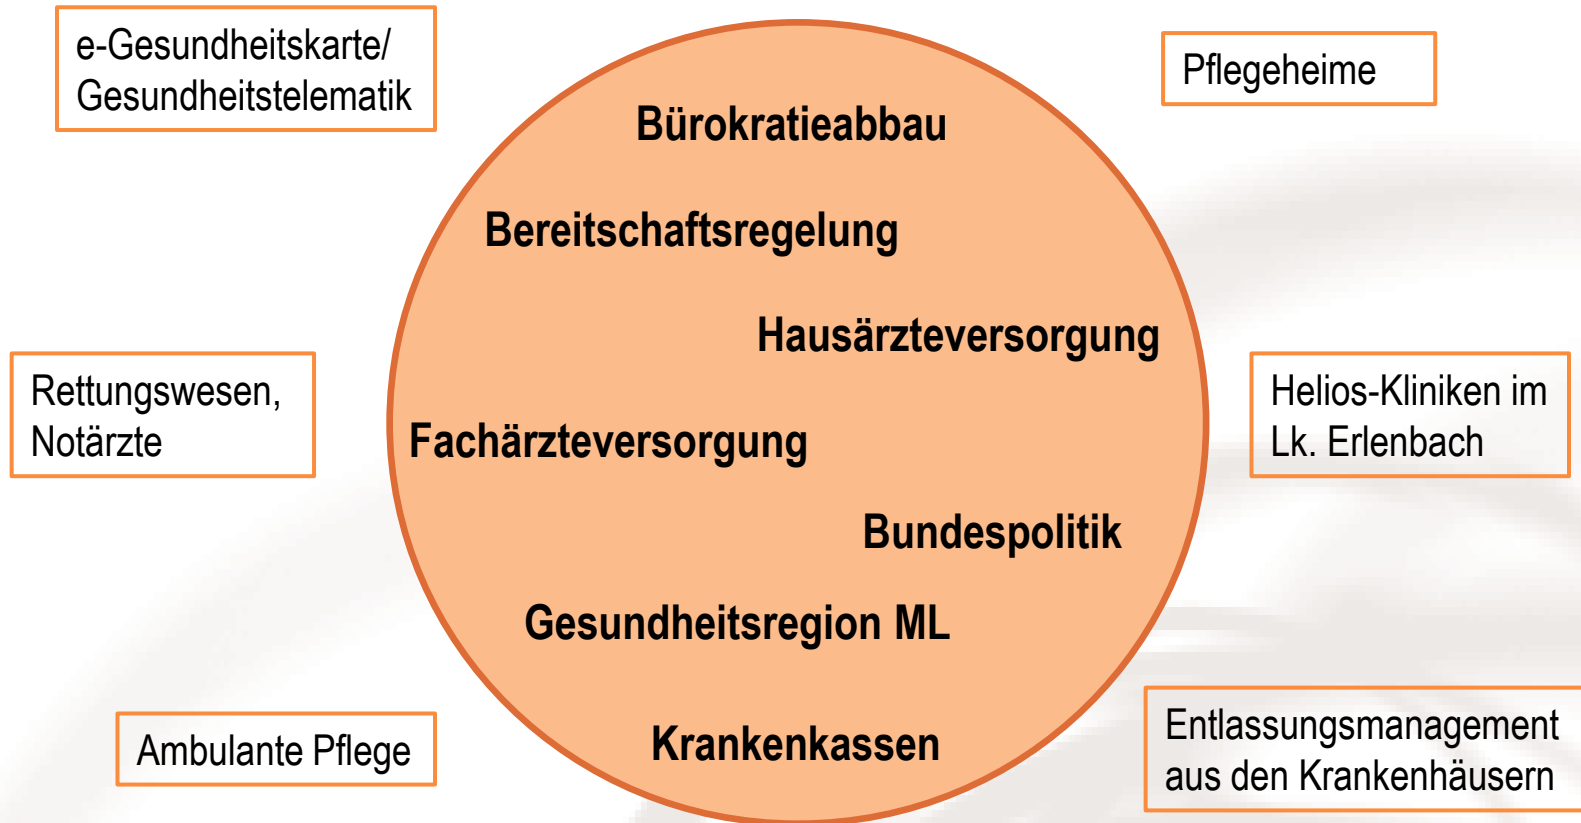 e-Gesundheitskarte/
Gesundheitstelematik
Pflegeheime
Bürokratieabbau
Bereitschaftsregelung
Hausärzteversorgung
Rettungswesen,
Notärzte
Helios-Kliniken im
Lk. Erlenbach
Fachärzteversorgung
Bundespolitik
Gesundheitsregion ML
Ambulante Pflege
Krankenkassen
Entlassungsmanagement
aus den Krankenhäusern